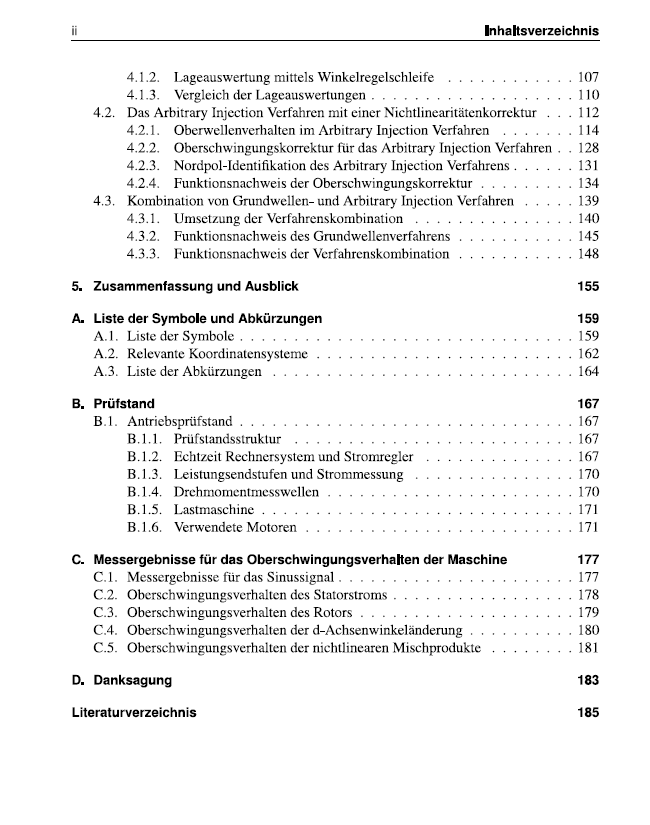 ii Inhaltsverzeichnis
4.1.2. Lageauswertung mittels Winkelregelschleife . . . . . . . . . . . . 107
4.1.3. Vergleich der Lageauswertungen . . . . . . . . . . . . . . . . . . . 110
4.2. Das Arbitrary Injection Verfahren mit einer Nichtlinearitätenkorrektur . . . 112
4.2.1. Oberwellenverhalten im Arbitrary Injection Verfahren . . . . . . . 114
4.2.2. Oberschwingungskorrektur für das Arbitrary Injection Verfahren . . 128
4.2.3. Nordpol-Identifikation des Arbitrary Injection Verfahrens . . . . . . 131
4.2.4. Funktionsnachweis der Oberschwingungskorrektur . . . . . . . . . 134
4.3. Kombination von Grundwellen- und Arbitrary Injection Verfahren . . . . . 139
4.3.1. Umsetzung der Verfahrenskombination . . . . . . . . . . . . . . 140
4.3.2. Funktionsnachweis des Grundwellenverfahrens . . . . . . . . . . . 145
4.3.3. Funktionsnachweis der Verfahrenskombination . . . . . . . . . . . 148
5. Zusammenfassung und Ausblick 155
A. Liste der Symbole und Abkürzungen 159
A.1. Liste der Symbole . . . . . . . . . . . . . . . . . . . . . . . . . . . . . . . 159
A.2. Relevante Koordinatensysteme . . . . . . . . . . . . . . . . . . . . . . . 162
A.3. Liste der Abkürzungen . . . . . . . . . . . . . . . . . . . . . . . . . . . 164
B. Prüfstand 167
B.1. Antriebsprüfstand . . . . . . . . . . . . . . . . . . . . . . . . . . . . . . . 167
B.1.1. Prüfstandsstruktur . . . . . . . . . . . . . . . . . . . . . . . . . 167
B.1.2. Echtzeit Rechnersystem und Stromregler . . . . . . . . . . . . . . 167
B.1.3. Leistungsendstufen und Strommessung . . . . . . . . . . . . . . 170
B.1.4. Drehmomentmesswellen . . . . . . . . . . . . . . . . . . . . . . . 170
B.1.5. Lastmaschine . . . . . . . . . . . . . . . . . . . . . . . . . . . . . 171
B.1.6. Verwendete Motoren . . . . . . . . . . . . . . . . . . . . . . . . 171
C. Messergebnisse für das Oberschwingungsverhalten der Maschine 177
C.1. Messergebnisse für das Sinussignal . . . . . . . . . . . . . . . . . . . . . . 177
C.2. Oberschwingungsverhalten des Statorstroms . . . . . . . . . . . . . . . . . 178
C.3. Oberschwingungsverhalten des Rotors . . . . . . . . . . . . . . . . . . . . 179
C.4. Oberschwingungsverhalten der d-Achsenwinkeländerung . . . . . . . . . . 180
C.5. Oberschwingungsverhalten der nichtlinearen Mischprodukte . . . . . . . . 181
D. Danksagung 183
Literaturverzeichnis 185